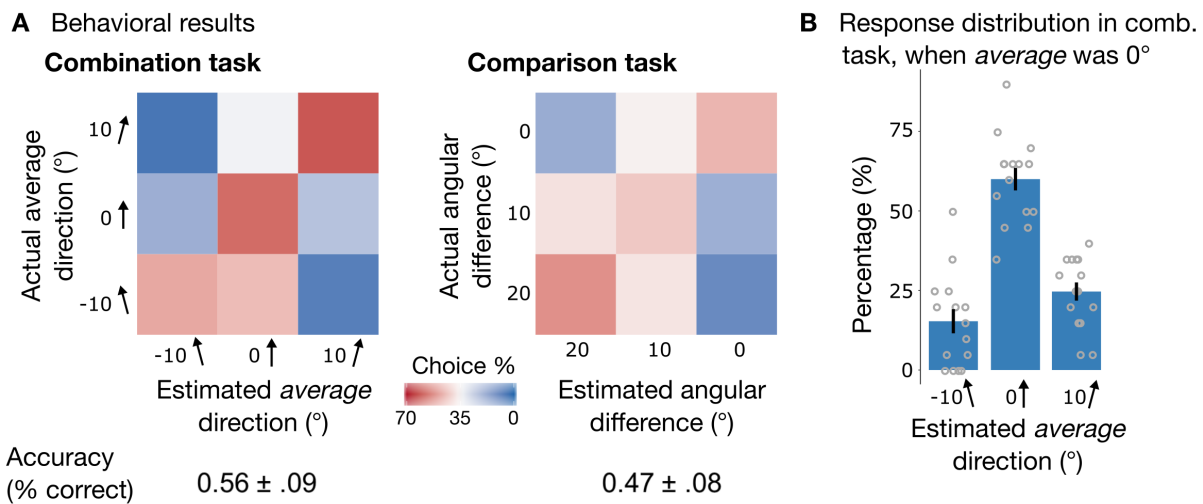 A Behavioral results
Combination task
Actual average
direction (°)
10
0
-10
-10 0 10
Estimated average
direction (°)
Comparison task
Actual angular
difference (°)
0
10
20
20 10 0
Estimated angular
difference (°)
Choice %
70 35 0
Accuracy
(% correct)
0.56 ± .09
0.47 ± .08
B Response distribution in comb.
task, when average was 0°
Percentage (%)
75
50
25
0
-10 0 10
Estimated average
direction (°)